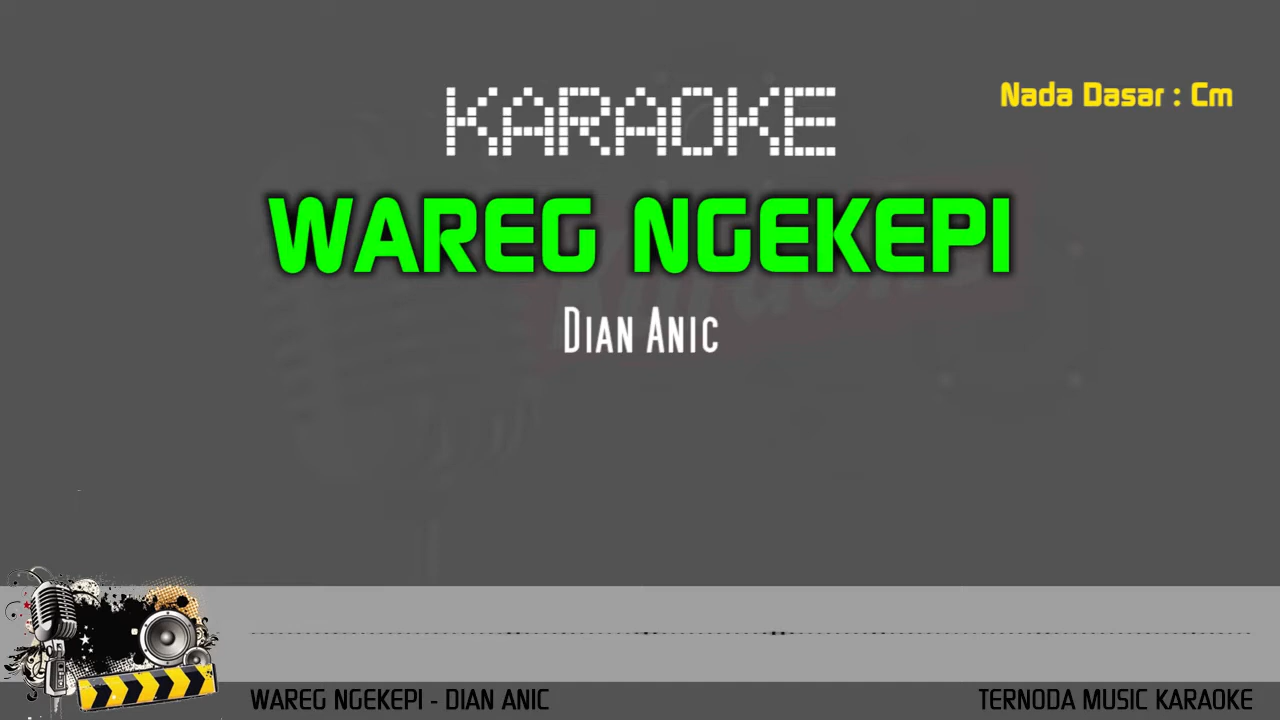 KARAOKE
Nada Dasar : Cm
WAREG NGEKEPI
DIAN ANIC
WAREG NGEKEPI - DIAN ANIC
TERNODA MUSIC KARAOKE